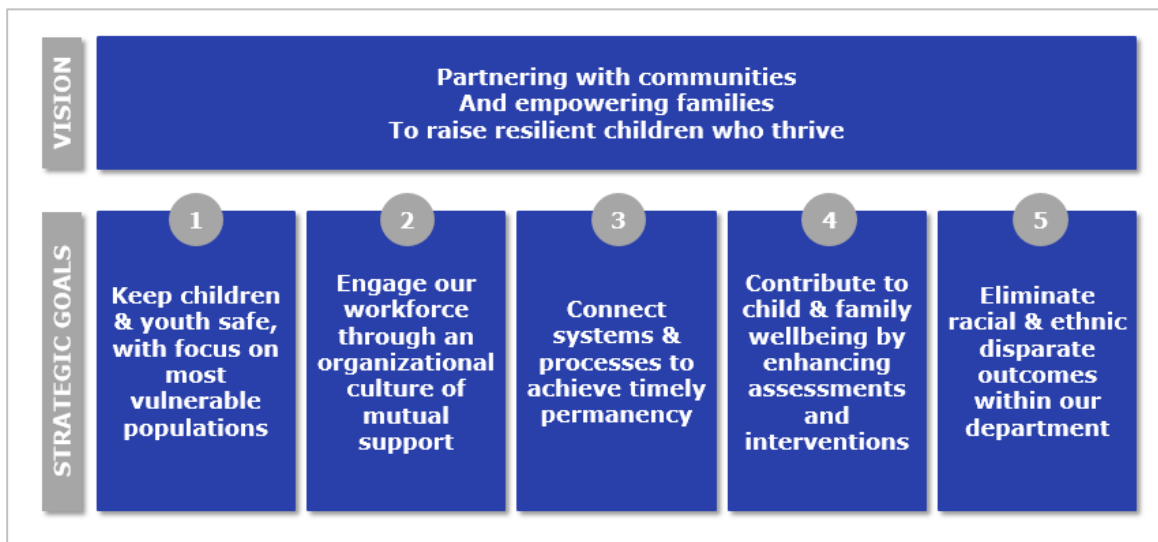 VISION
Partnering with communities
And empowering families
To raise resilient children who thrive
STRATEGIC GOALS
1
Keep children
& youth safe,
with focus on
most
vulnerable
populations
2
Engage our
workforce
through an
organizational
culture of
mutual
support
3
Connect
systems &
processes to
achieve timely
permanency
4
Contribute to
child & family
wellbeing by
enhancing
assessments
and
interventions
5
Eliminate
racial & ethnic
disparate
outcomes
within our
department